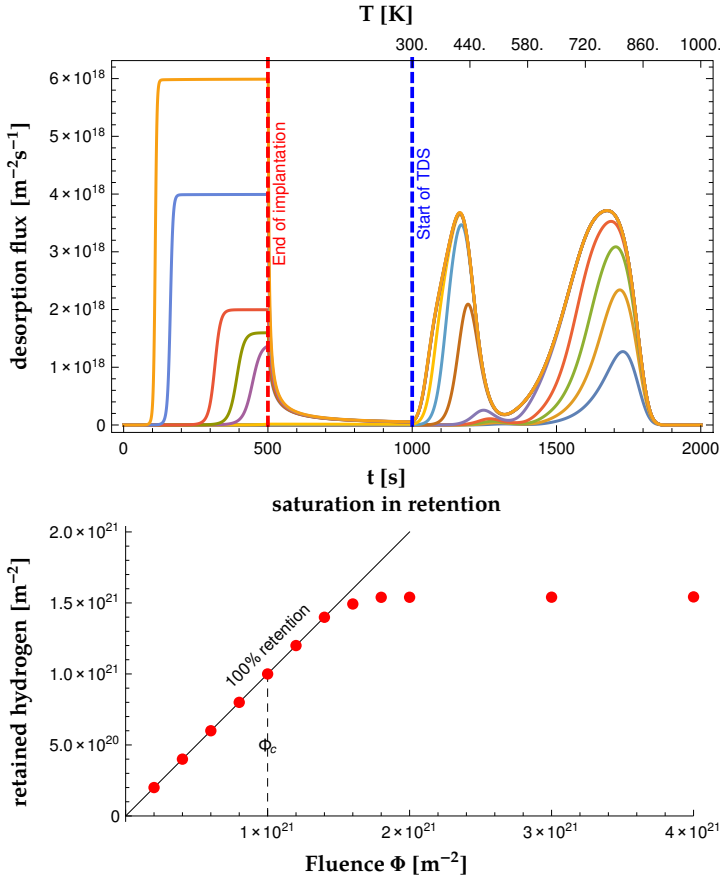 T [K]
300. 440. 580. 720. 860. 1000.
desorption flux [m⁻²s⁻¹]
6×10¹⁸
5×10¹⁸
4×10¹⁸
3×10¹⁸
2×10¹⁸
1×10¹⁸
0
End of implantation
Start of TDS
0 500 1000 1500 2000
t [s]
saturation in retention
retained hydrogen [m⁻²]
2.0×10²¹
1.5×10²¹
1.0×10²¹
5.0×10²⁰
100% retention
Φc
1×10²¹ 2×10²¹ 3×10²¹ 4×10²¹
Fluence Φ [m⁻²]